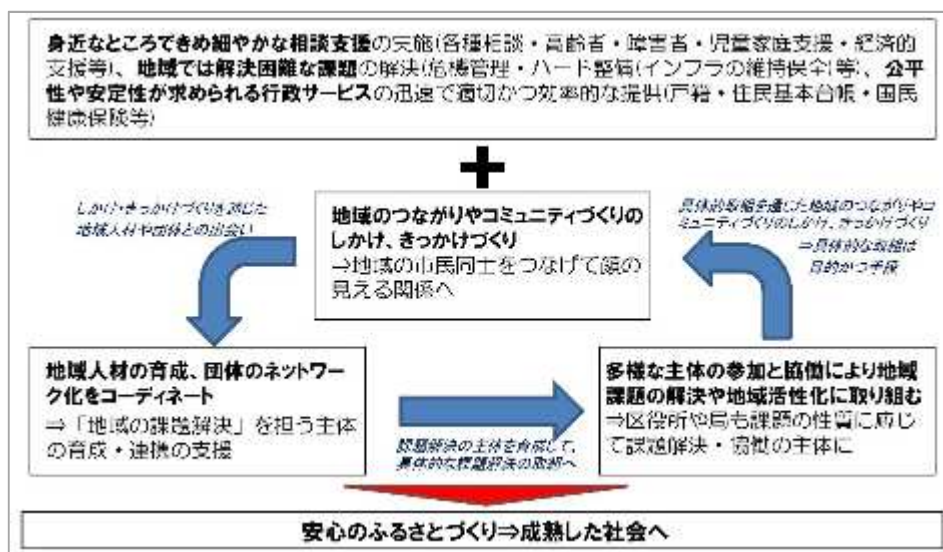 身近なところできめ細やかな相談支援の実施(各種相談・高齢者・障害者・児童家庭支援・経済的
支援等)、地域では解決困難な課題の解決(危機管理・ハード整備(インフラの維持保全)等)、公平
性や安定性が求められる行政サービスの迅速で適切かつ効率的な提供(戸籍・住民基本台帳・国民
健康保険等)
しかけ・きっかけづくりを通じた
地域人材や団体との出会い
地域のつながりやコミュニティづくりの
しかけ、きっかけづくり
⇒地域の市民同士をつなげて顔の
見える関係へ
具体的取組を通じた地域のつながりやコ
ミュニティづくりのしかけ、きっかけづくり
⇒具体的な取組は
目的かつ手段
地域人材の育成、団体のネットワー
ク化をコーディネート
⇒「地域の課題解決」を担う主体
の育成・連携の支援
課題解決の主体を育成して、
具体的な課題解決の取組へ
多様な主体の参加と協働により地域
課題の解決や地域活性化に取り組む
⇒区役所や局も課題の性質に応じ
て課題解決・協働の主体に
安心のふるさとづくり⇒成熟した社会へ